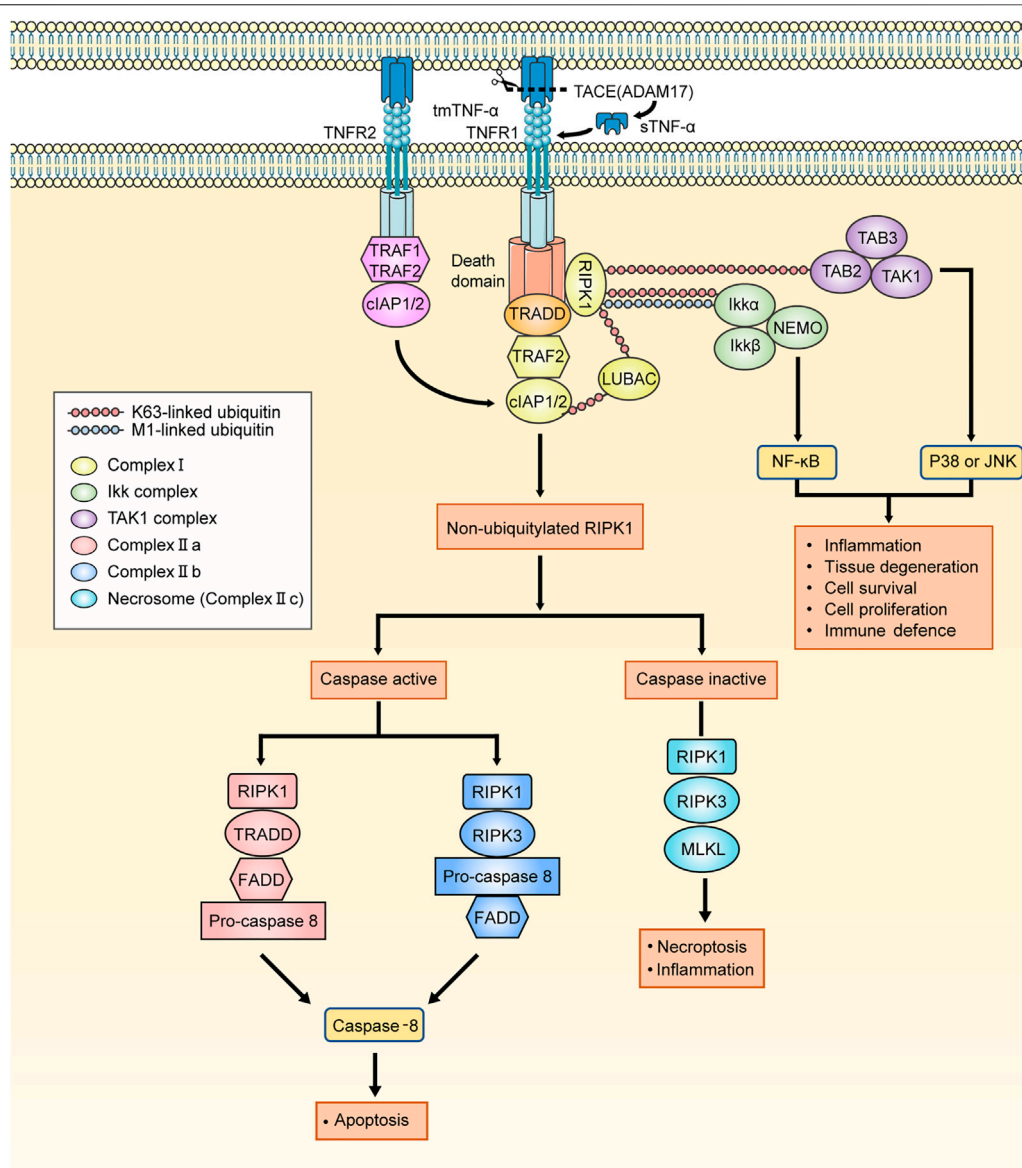 TACE(ADAM17)
tmTNF-α
TNFR2
TNFR1
sTNF-α
TRAF1
TRAF2
cIAP1/2
Death
domain
RIPK1
TRADD
TRAF2
cIAP1/2
LUBAC
TAB3
TAB2
TAK1
Ikkα
NEMO
Ikkβ
K63-linked ubiquitin
M1-linked ubiquitin
Complex I
Ikk complex
TAK1 complex
Complex II a
Complex II b
Necrosome (Complex II c)
NF-κB
P38 or JNK
• Inflammation
• Tissue degeneration
• Cell survival
• Cell proliferation
• Immune defence
Non-ubiquitylated RIPK1
Caspase active
Caspase inactive
RIPK1
TRADD
FADD
Pro-caspase 8
RIPK1
RIPK3
Pro-caspase 8
FADD
RIPK1
RIPK3
MLKL
• Necroptosis
• Inflammation
Caspase -8
• Apoptosis